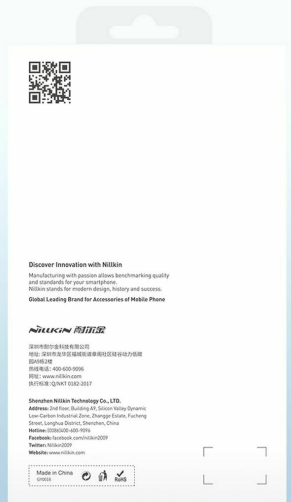 Discover Innovation with Nillkin
Manufacturing with passion allows benchmarking quality
and standards for your smartphone.
Nillkin stands for modern design, history and success.
Global Leading Brand for Accessories of Mobile Phone
NILLKIN 耐尔金
深圳市耐尔金科技有限公司
地址: 深圳市龙华区福城街道章阁社区硅谷动力低碳
园A9栋2楼
热线电话: 400-600-9096
网址: www.nillkin.com
执行标准:Q/NKT 0182-2017
Shenzhen Nillkin Technology Co., LTD.
Address: 2nd floor, Building A9, Silicon Valley Dynamic
Low-Carbon Industrial Zone, Zhangge Estate, Fucheng
Street, Longhua District, Shenzhen, China
Hotline: (0086)400-600-9096
Facebook: facebook.com/nillkin2009
Twitter: Nillkin2009
Website: www.nillkin.com
Made in China
RoHS